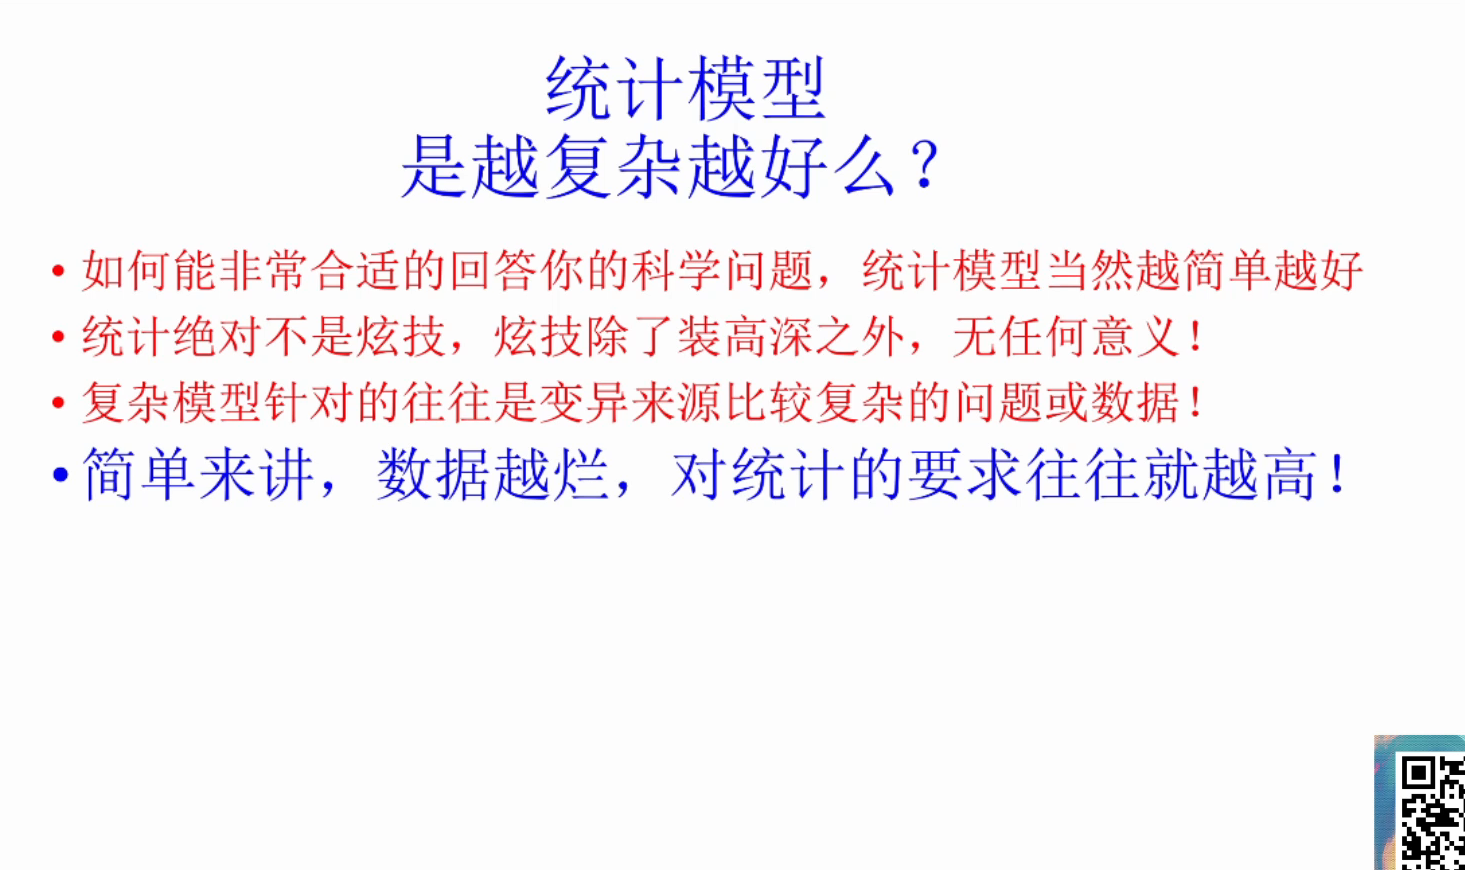 统计模型
是越复杂越好么？
• 如何能非常合适的回答你的科学问题，统计模型当然越简单越好
• 统计绝对不是炫技，炫技除了装高深之外，无任何意义！
• 复杂模型针对的往往是变异来源比较复杂的问题或数据！
• 简单来讲，数据越烂，对统计的要求往往就越高！